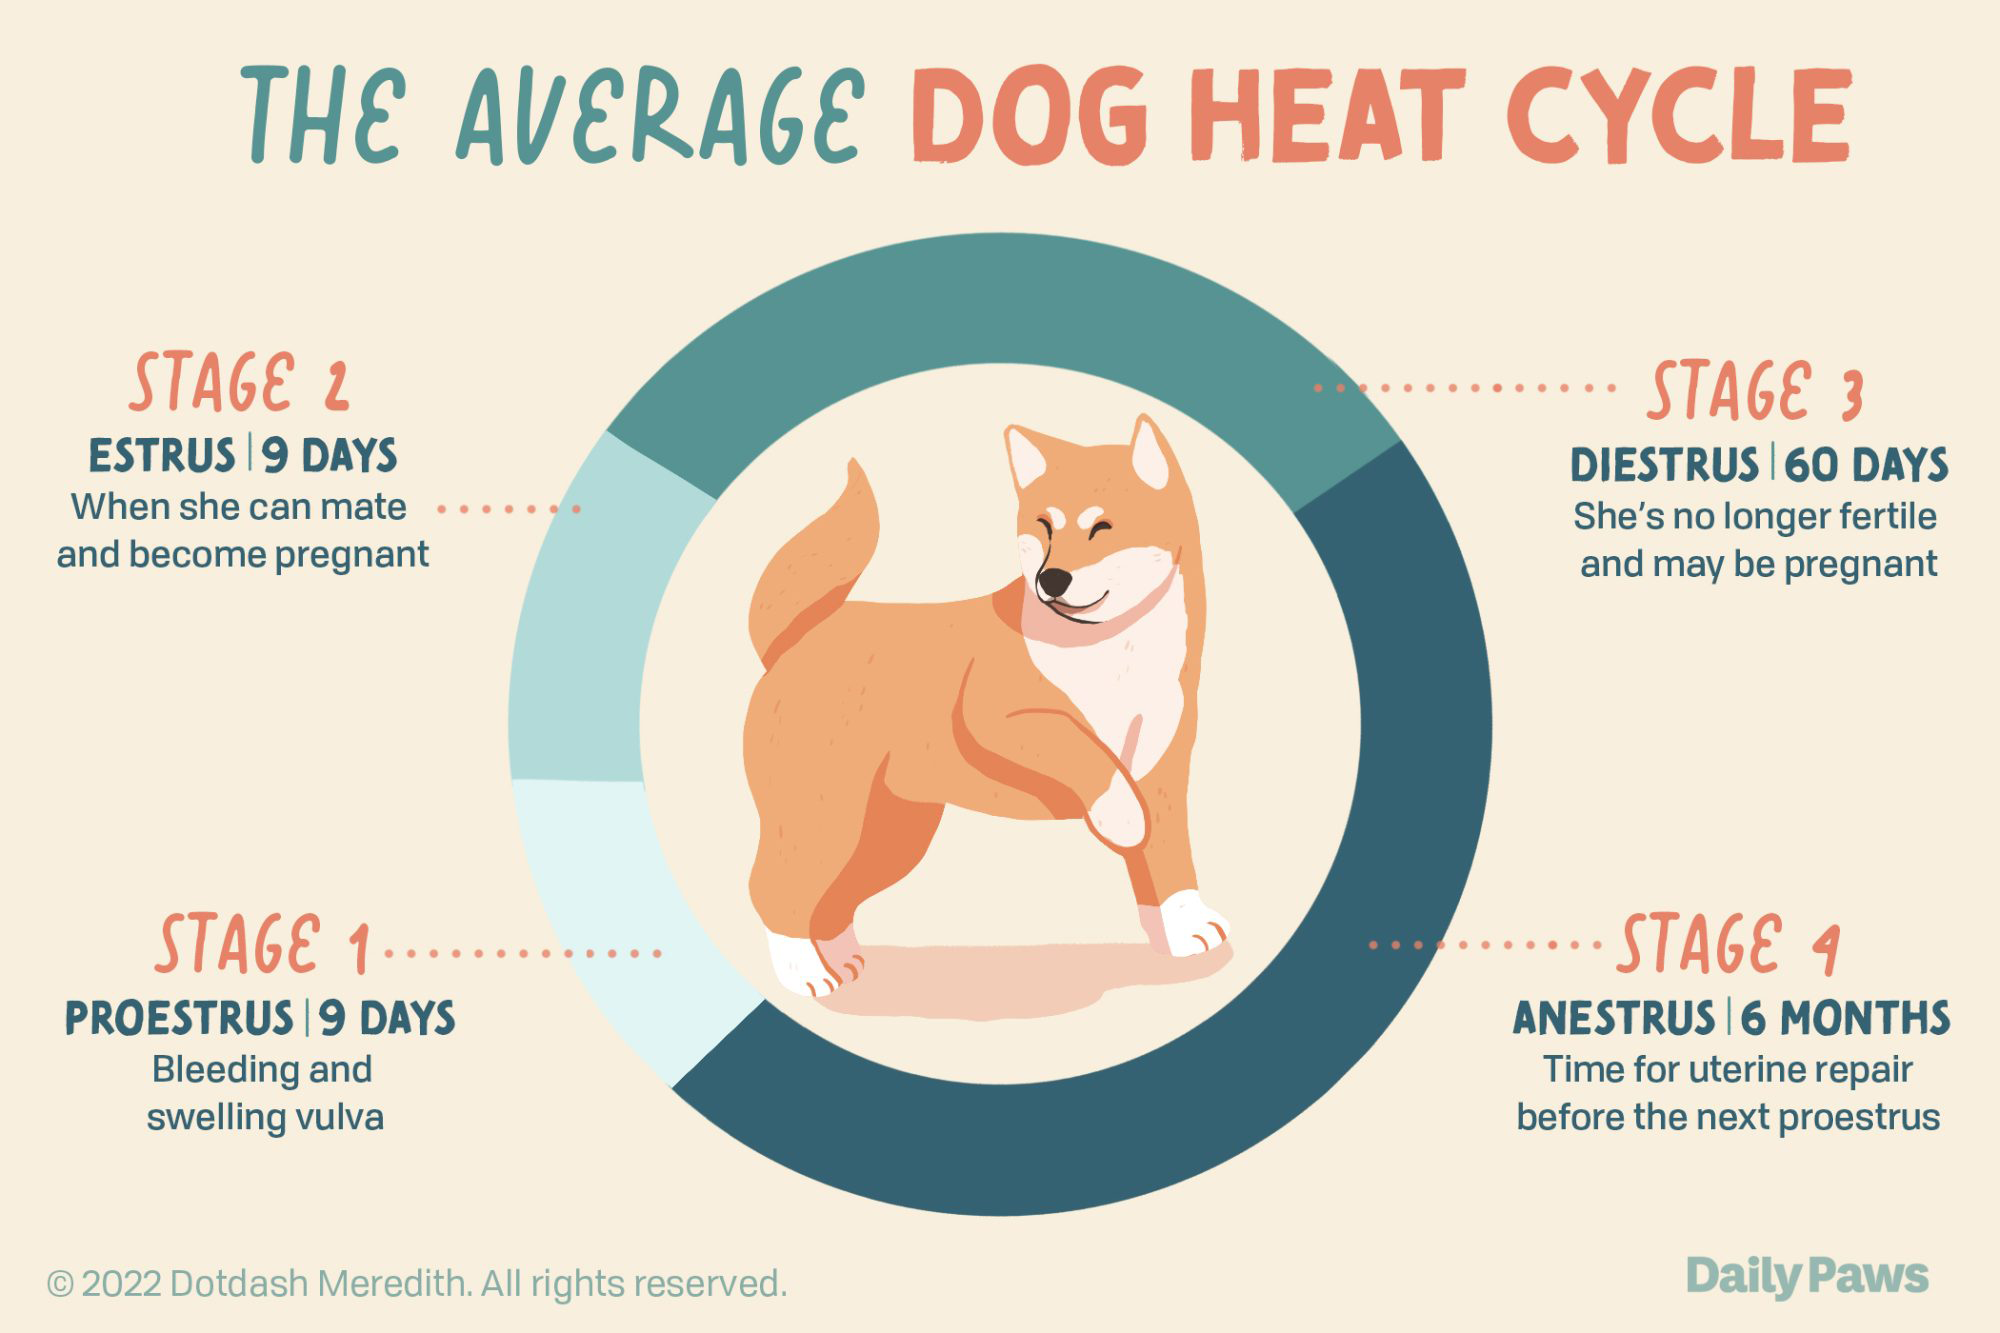 THE AVERAGE DOG HEAT CYCLE
STAGE 2
ESTRUS | 9 DAYS
When she can mate
and become pregnant
STAGE 3
DIESTRUS | 60 DAYS
She's no longer fertile
and may be pregnant
STAGE 1
PROESTRUS | 9 DAYS
Bleeding and
swelling vulva
STAGE 4
ANESTRUS | 6 MONTHS
Time for uterine repair
before the next proestrus
© 2022 Dotdash Meredith. All rights reserved.
Daily Paws